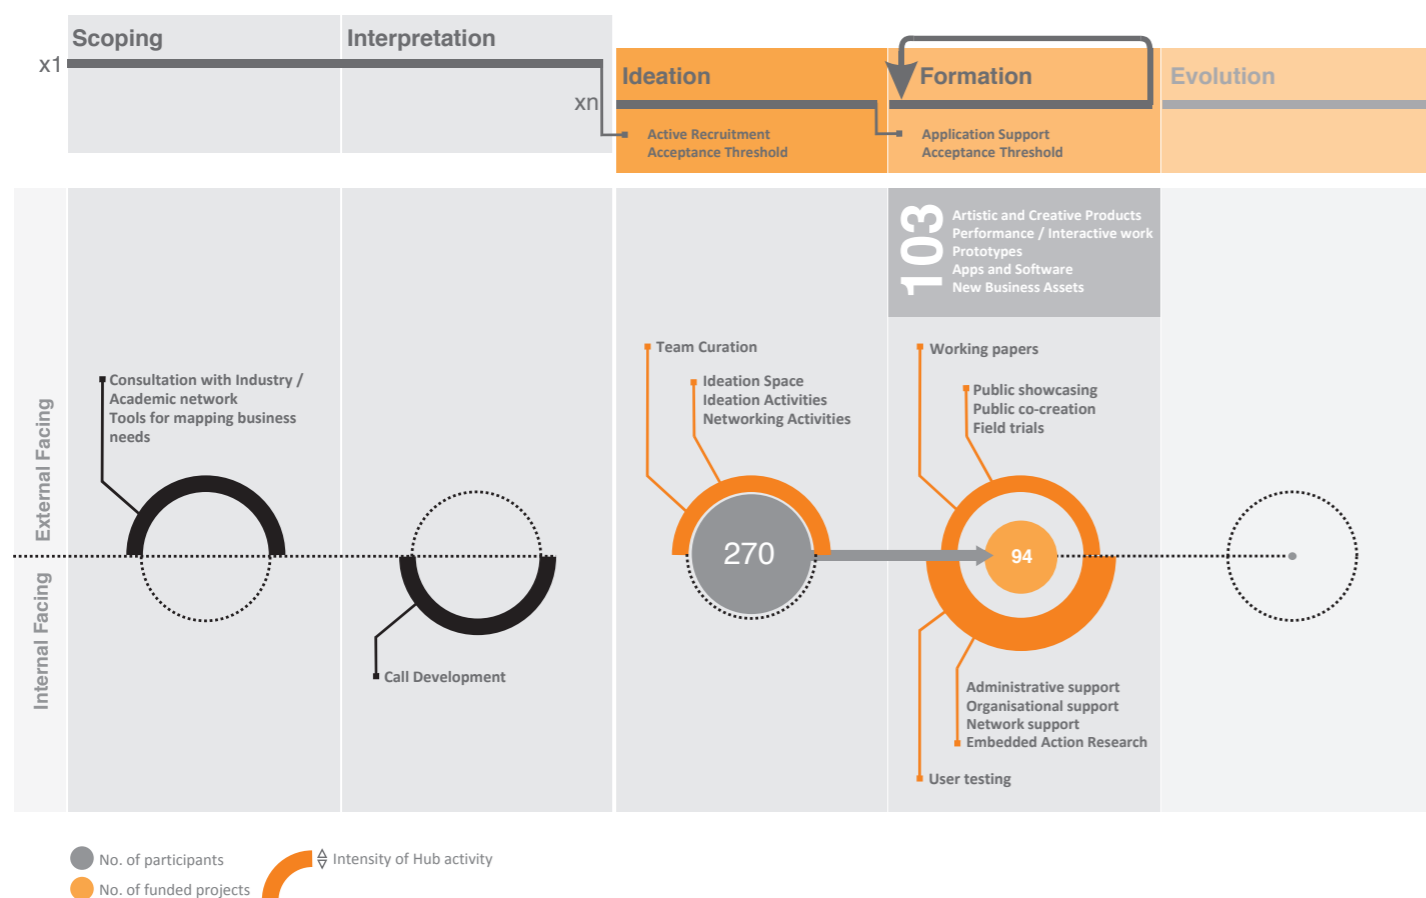 Scoping
Interpretation
x1
Ideation
Formation
Evolution
xn
Active Recruitment
Acceptance Threshold
Application Support
Acceptance Threshold
103
Artistic and Creative Products
Performance / Interactive work
Prototypes
Apps and Software
New Business Assets
External Facing
Internal Facing
Consultation with Industry /
Academic network
Tools for mapping business
needs
Call Development
Team Curation
Ideation Space
Ideation Activities
Networking Activities
270
Working papers
Public showcasing
Public co-creation
Field trials
94
Administrative support
Organisational support
Network support
Embedded Action Research
User testing
No. of participants
Intensity of Hub activity
No. of funded projects